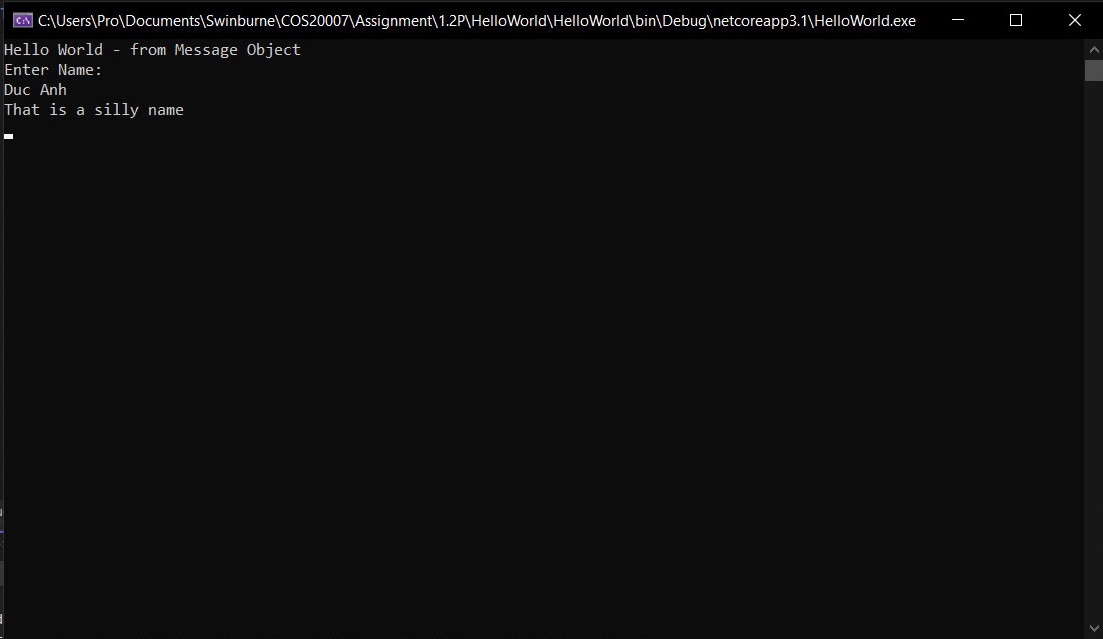 C:\Users\Pro\Documents\Swinburne\COS20007\Assignment\1.2P\HelloWorld\HelloWorld\bin\Debug\netcoreapp3.1\HelloWorld.exe
Hello World - from Message Object
Enter Name:
Duc Anh
That is a silly name